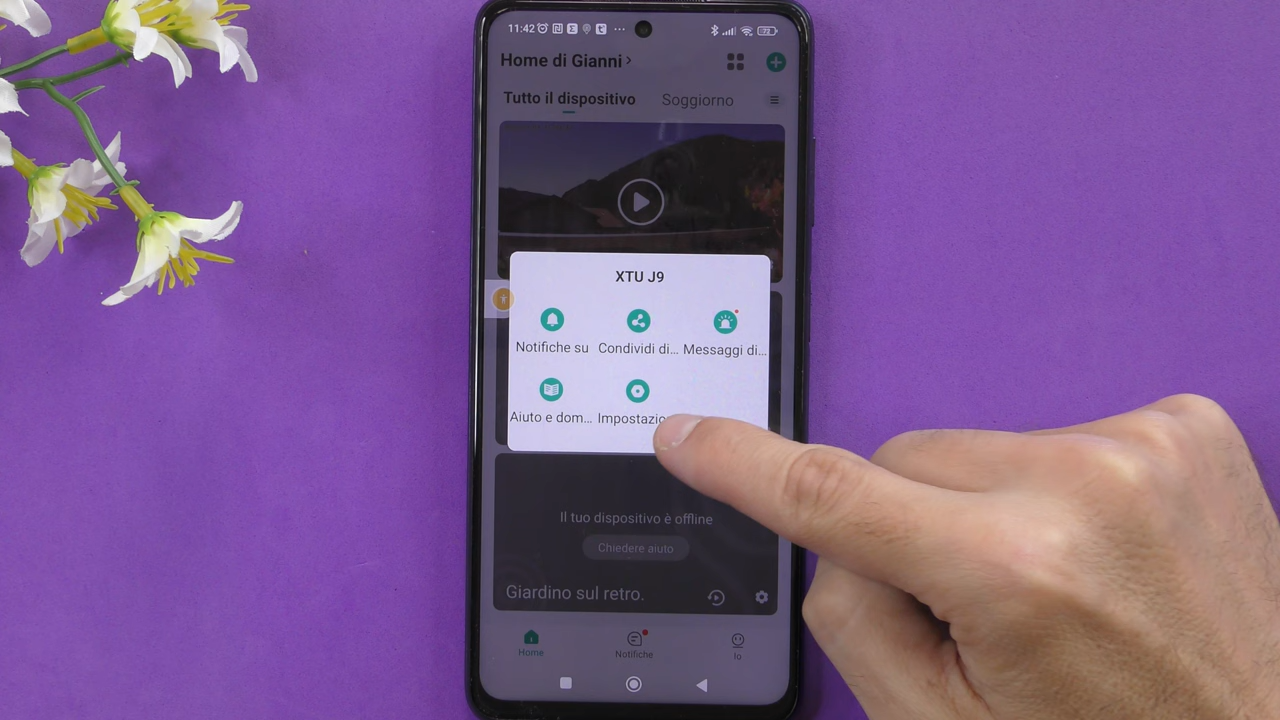 11:42
72
Home di Gianni >
Tutto il dispositivo
Soggiorno
XTU J9
Notifiche su
Condividi di...
Messaggi di...
Aiuto e dom...
Impostazio
Il tuo dispositivo è offline
Chiedere aiuto
Giardino sul retro.
Home
Notifiche
Io